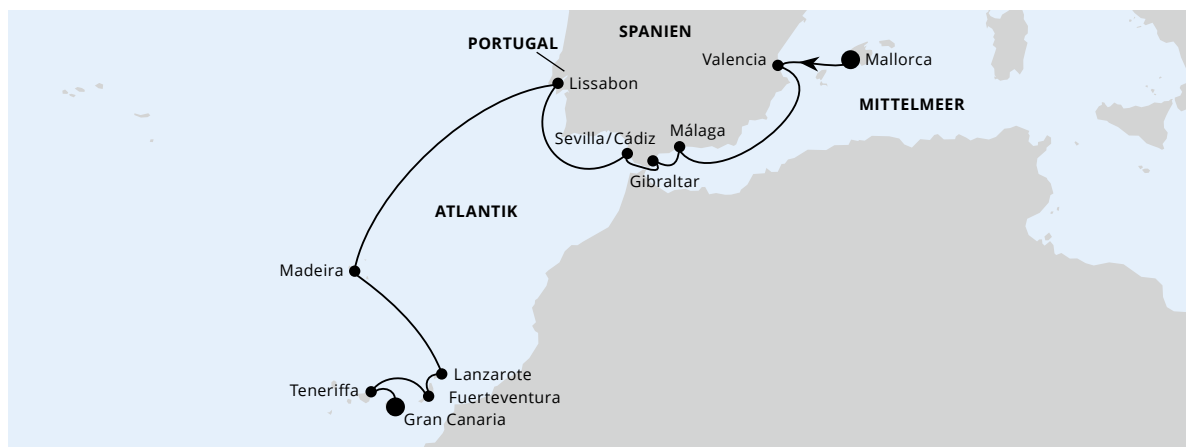 SPANIEN
PORTUGAL
Valencia
Mallorca
Lissabon
MITTELMEER
Sevilla/Cádiz
Málaga
Gibraltar
ATLANTIK
Madeira
Lanzarote
Teneriffa
Fuerteventura
Gran Canaria